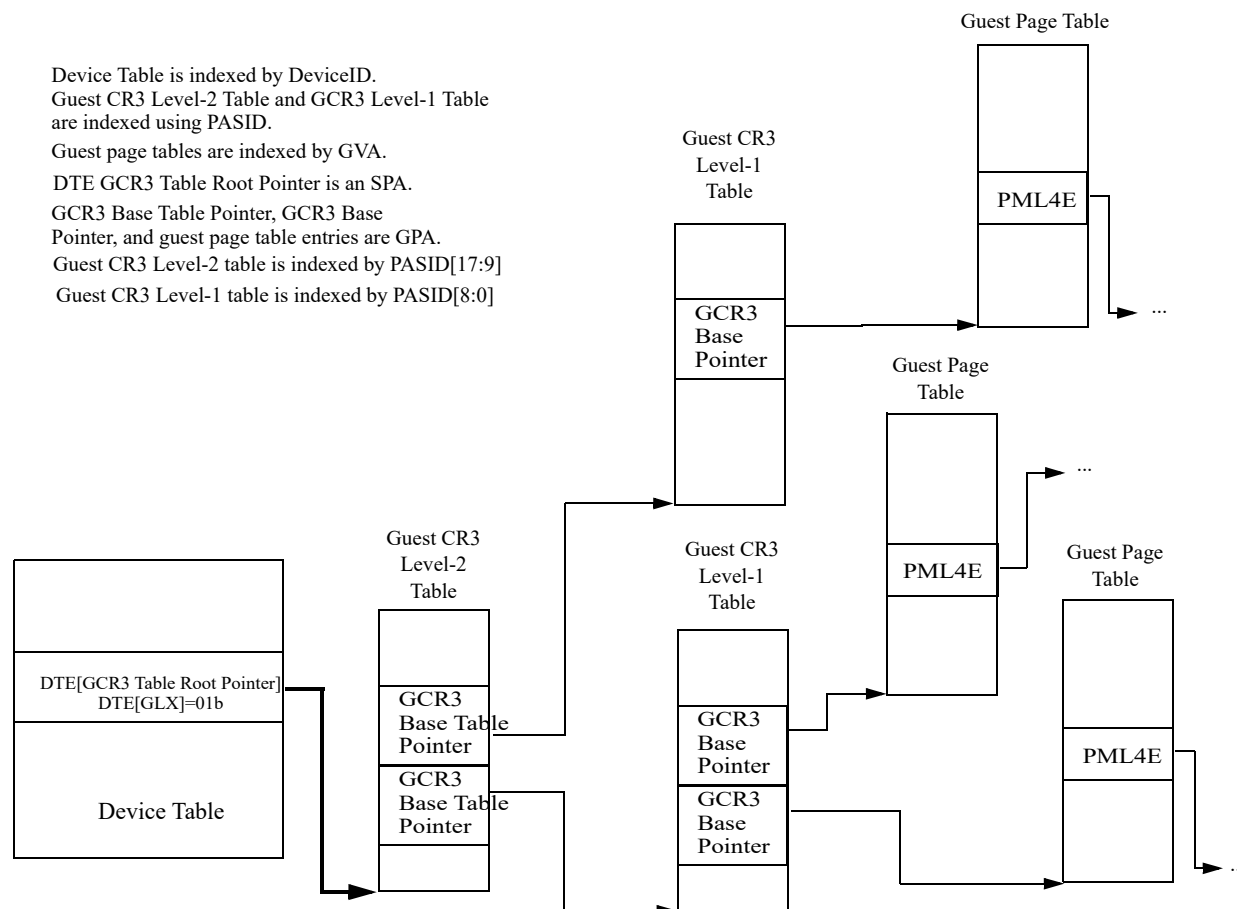 Guest Page Table
Device Table is indexed by DeviceID.
Guest CR3 Level-2 Table and GCR3 Level-1 Table
are indexed using PASID.
Guest page tables are indexed by GVA.
DTE GCR3 Table Root Pointer is an SPA.
GCR3 Base Table Pointer, GCR3 Base
Pointer, and guest page table entries are GPA.
Guest CR3 Level-2 table is indexed by PASID[17:9]
Guest CR3 Level-1 table is indexed by PASID[8:0]
Guest CR3
Level-1
Table
PML4E
...
GCR3
Base
Pointer
Guest Page
Table
...
PML4E
Guest CR3
Level-2
Table
Guest CR3
Level-1
Table
Guest Page
Table
DTE[GCR3 Table Root Pointer]
DTE[GLX]=01b
Device Table
GCR3
Base Table
Pointer
GCR3
Base Table
Pointer
GCR3
Base
Pointer
GCR3
Base
Pointer
PML4E
..